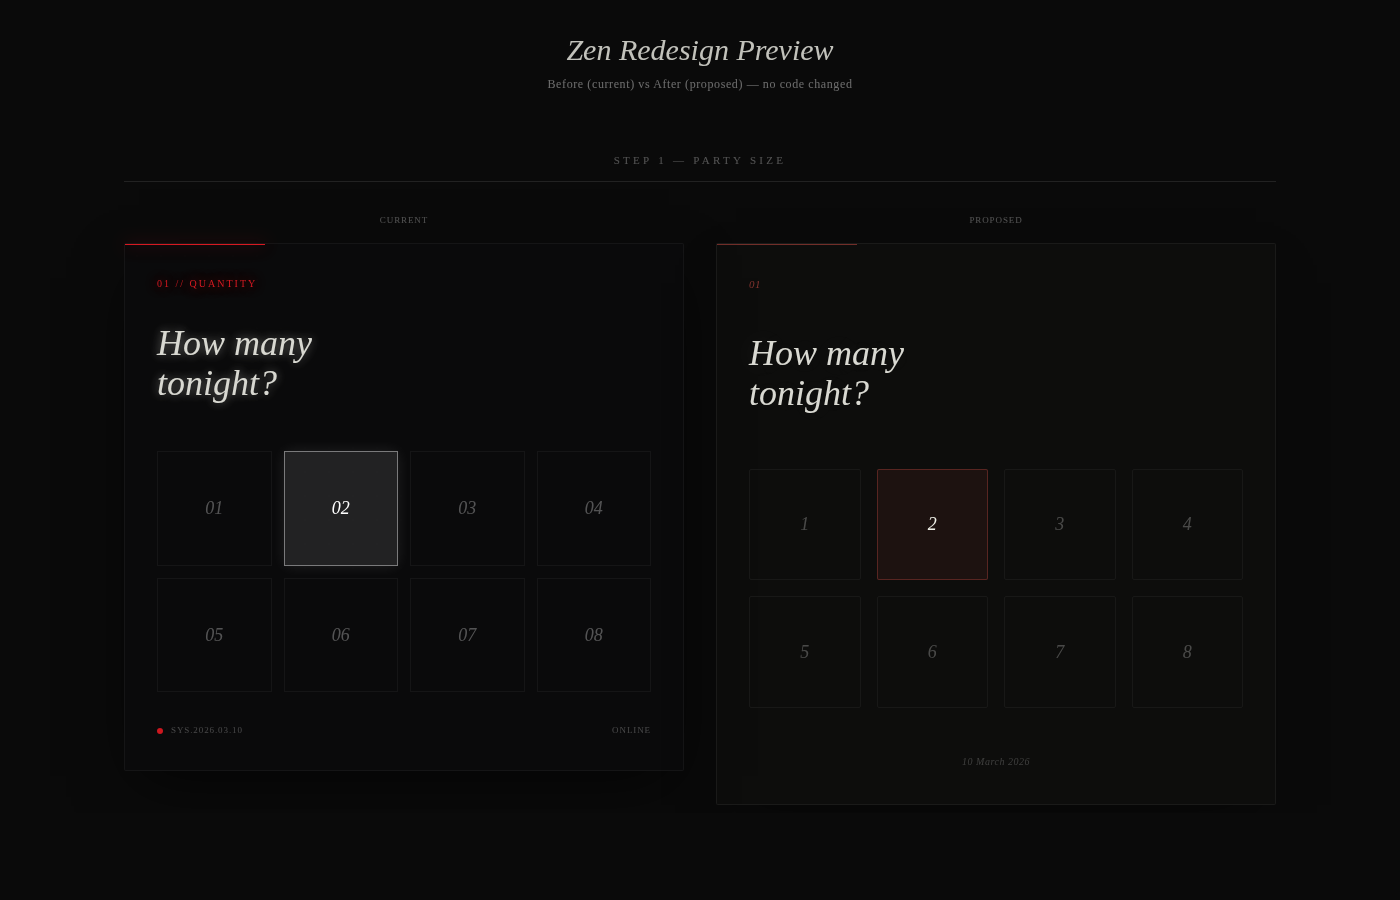 Zen Redesign Preview
Before (current) vs After (proposed) — no code changed
STEP 1 — PARTY SIZE
CURRENT
01 // QUANTITY
How many
tonight?
01 02 03 04
05 06 07 08
SYS.2026.03.10 ONLINE
PROPOSED
01
How many
tonight?
1 2 3 4
5 6 7 8
10 March 2026